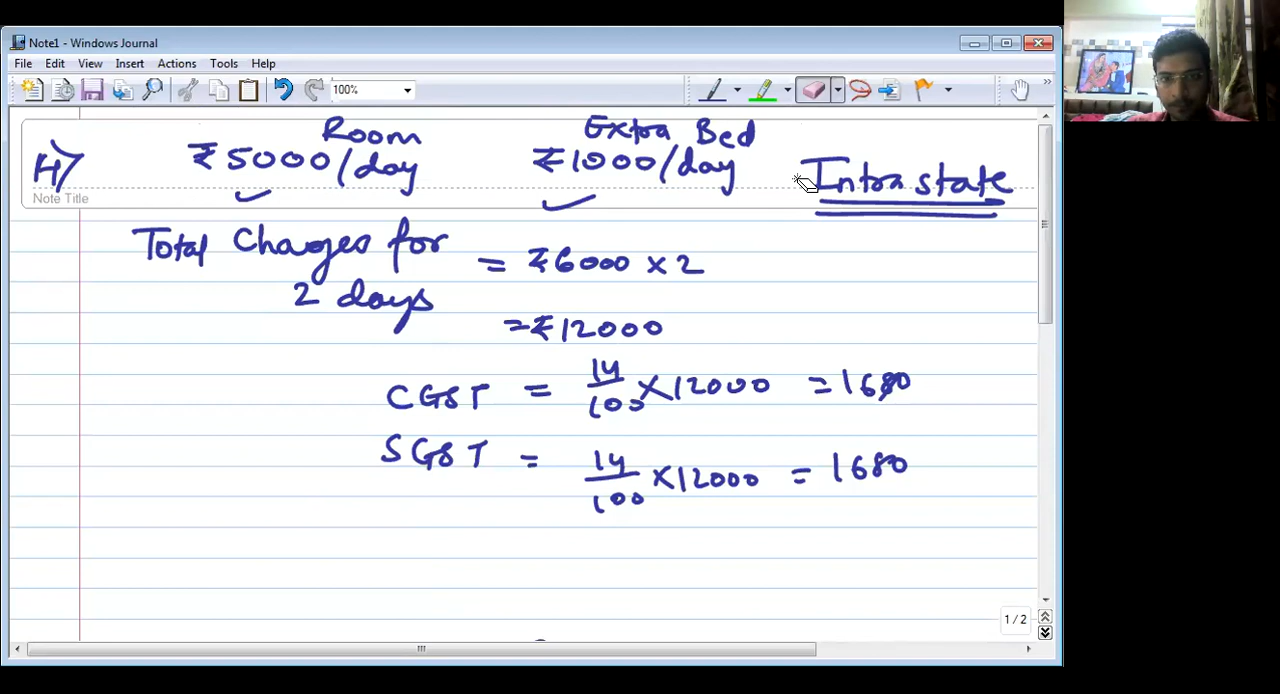 Note1 - Windows Journal
File Edit View Insert Actions Tools Help
100%
Room Extra Bed
4) ₹5000/day ₹1000/day Intra state
Note Title
Total Charges for = ₹6000 × 2
2 days
= ₹12000
CGST = 14/100 × 12000 = 1680
SGST = 14/100 × 12000 = 1680
1 / 2